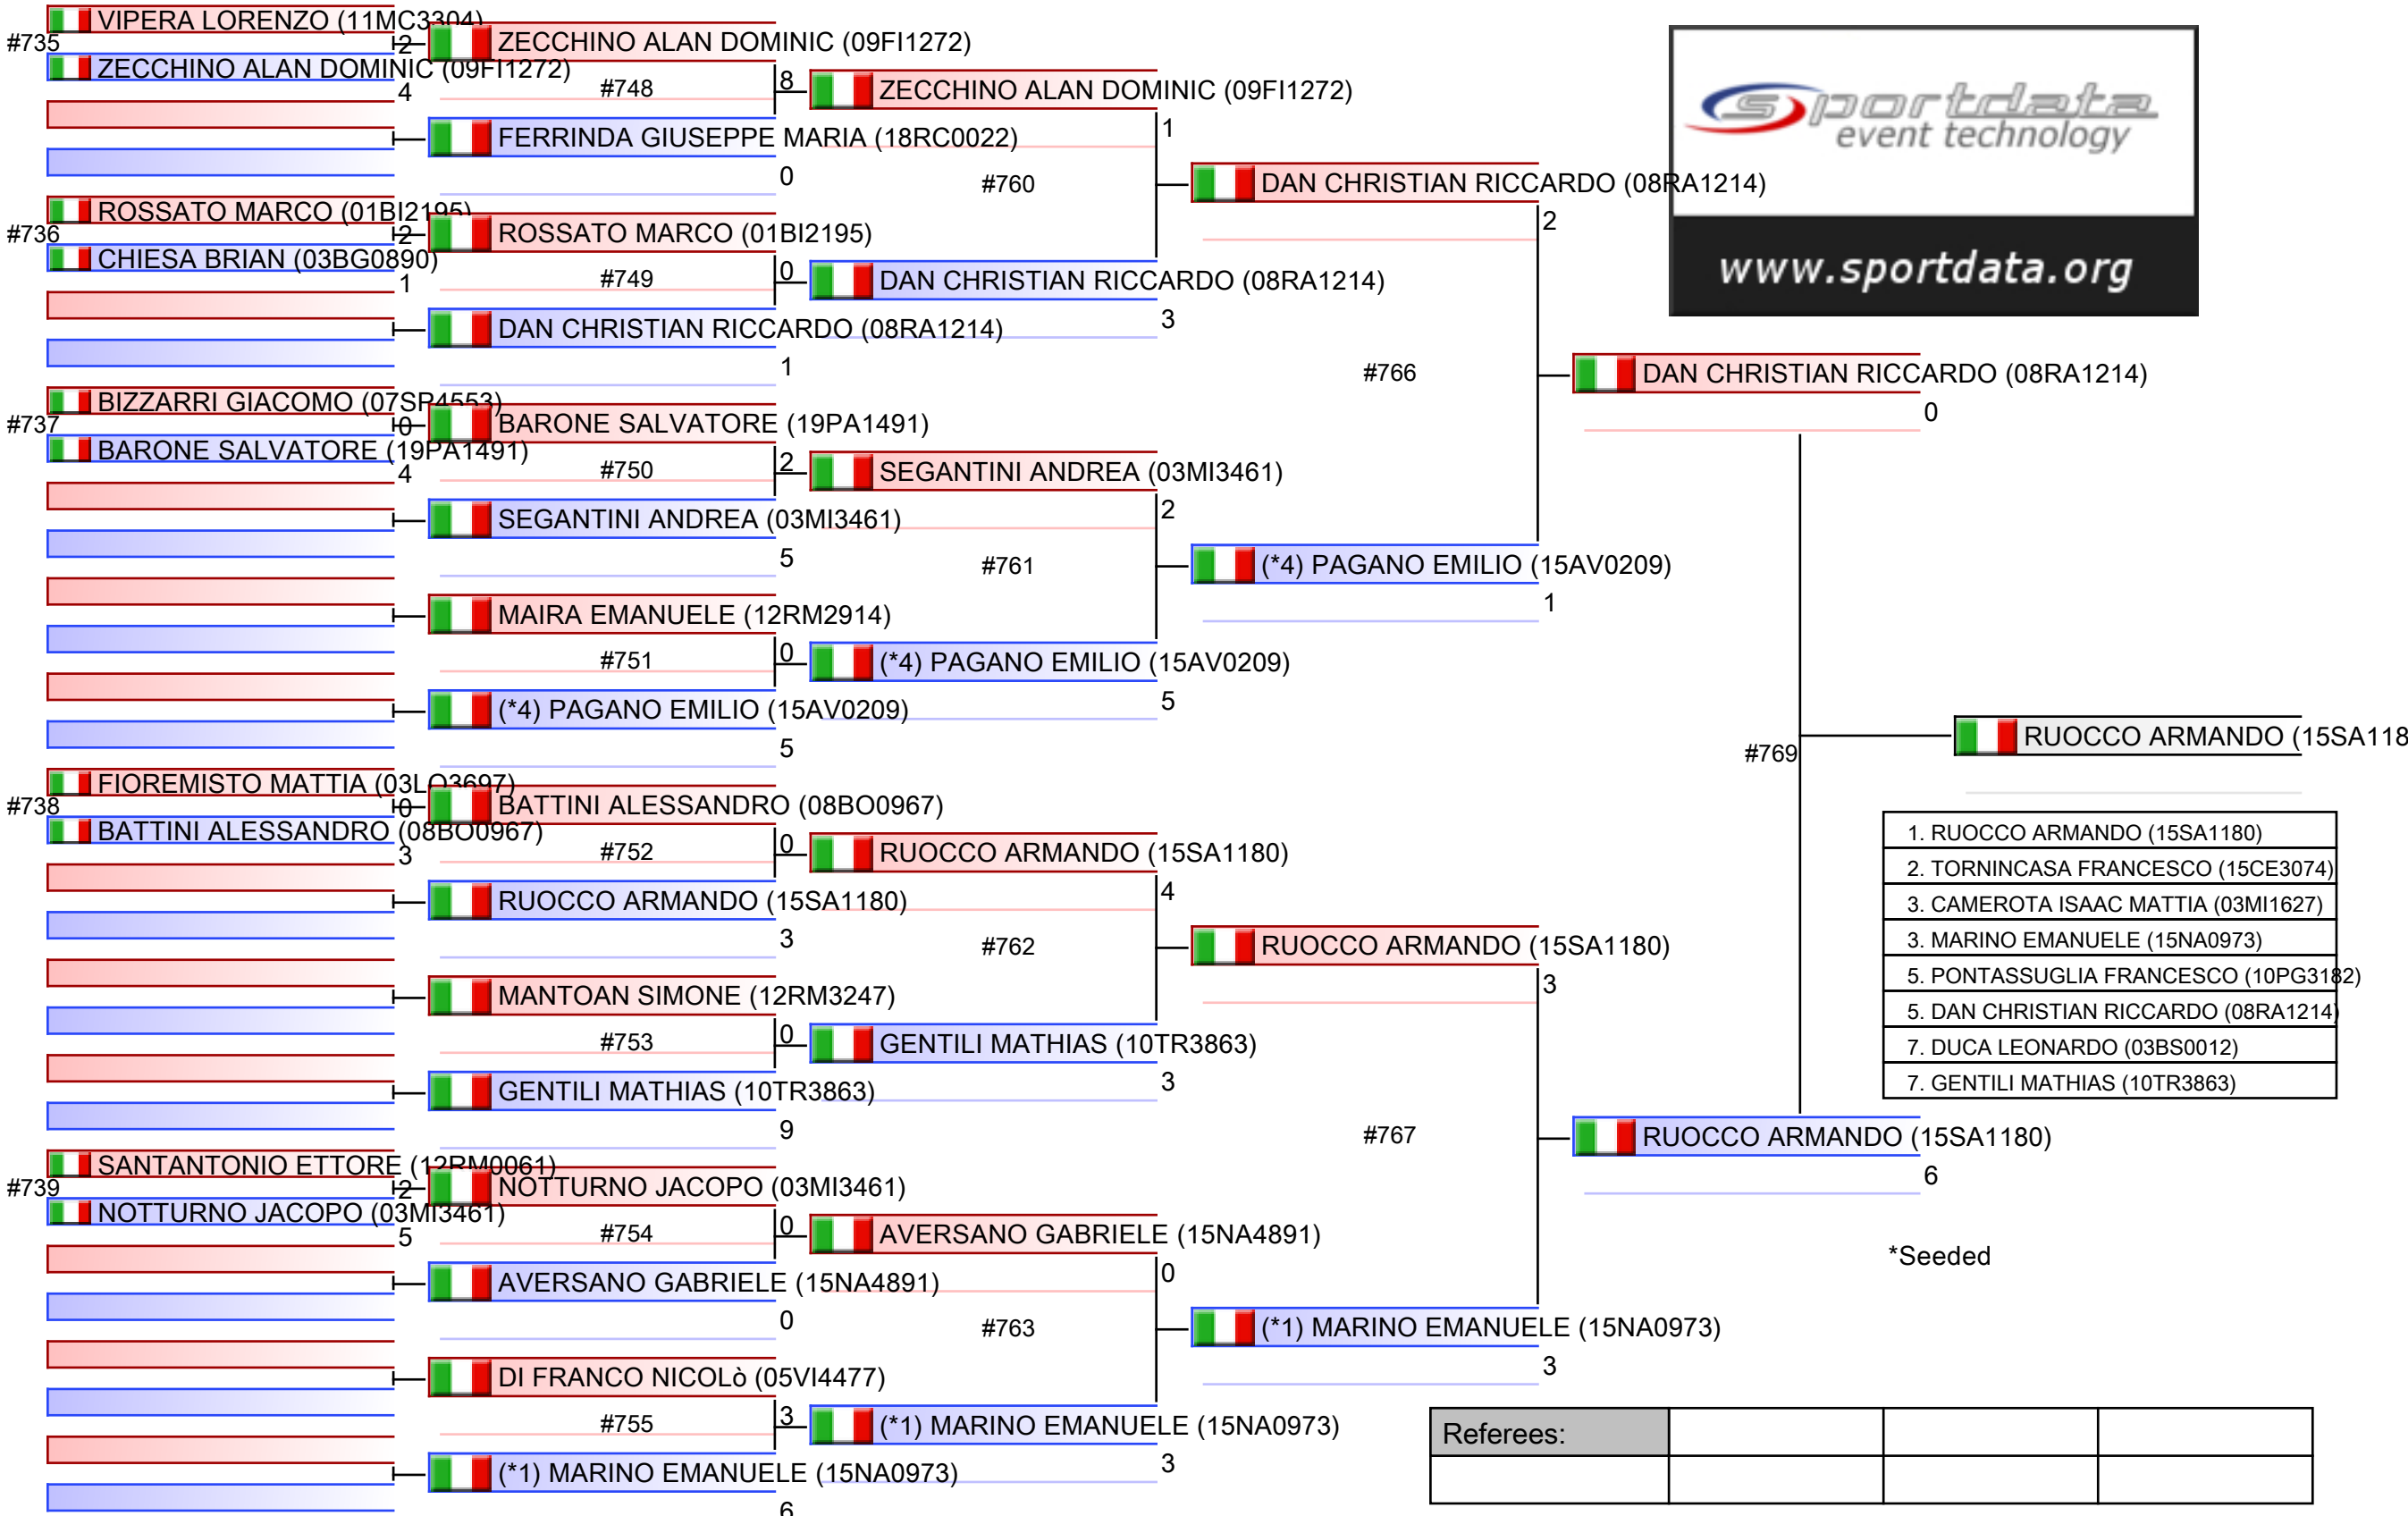 VIPERA LORENZO (11MC3304)
#735
2
ZECCHINO ALAN DOMINIC (09FI1272)
4
ZECCHINO ALAN DOMINIC (09FI1272)
#748
8
FERRINDA GIUSEPPE MARIA (18RC0022)
0
ROSSATO MARCO (01BI2195)
#736
2
CHIESA BRIAN (03BG0890)
1
ROSSATO MARCO (01BI2195)
#749
0
DAN CHRISTIAN RICCARDO (08RA1214)
1
BIZZARRI GIACOMO (07SP4553)
#737
0
BARONE SALVATORE (19PA1491)
4
BARONE SALVATORE (19PA1491)
#750
2
SEGANTINI ANDREA (03MI3461)
5
MAIRA EMANUELE (12RM2914)
#751
0
(*4) PAGANO EMILIO (15AV0209)
5
FIOREMISTO MATTIA (03LO3697)
#738
0
BATTINI ALESSANDRO (08BO0967)
3
BATTINI ALESSANDRO (08BO0967)
#752
0
RUOCCO ARMANDO (15SA1180)
3
MANTOAN SIMONE (12RM3247)
#753
0
GENTILI MATHIAS (10TR3863)
9
SANTANTONIO ETTORE (12RM0061)
#739
2
NOTTURNO JACOPO (03MI3461)
5
NOTTURNO JACOPO (03MI3461)
#754
0
AVERSANO GABRIELE (15NA4891)
0
DI FRANCO NICOLò (05VI4477)
#755
3
(*1) MARINO EMANUELE (15NA0973)
6
ZECCHINO ALAN DOMINIC (09FI1272)
1
#760
DAN CHRISTIAN RICCARDO (08RA1214)
3
SEGANTINI ANDREA (03MI3461)
2
#761
(*4) PAGANO EMILIO (15AV0209)
5
RUOCCO ARMANDO (15SA1180)
4
#762
GENTILI MATHIAS (10TR3863)
3
AVERSANO GABRIELE (15NA4891)
0
#763
(*1) MARINO EMANUELE (15NA0973)
3
DAN CHRISTIAN RICCARDO (08RA1214)
2
#766
(*4) PAGANO EMILIO (15AV0209)
1
RUOCCO ARMANDO (15SA1180)
3
#767
(*1) MARINO EMANUELE (15NA0973)
3
DAN CHRISTIAN RICCARDO (08RA1214)
0
#769
RUOCCO ARMANDO (15SA1180)
6
RUOCCO ARMANDO (15SA118
sportdata
event technology
www.sportdata.org
1. RUOCCO ARMANDO (15SA1180)
2. TORNINCASA FRANCESCO (15CE3074)
3. CAMEROTA ISAAC MATTIA (03MI1627)
3. MARINO EMANUELE (15NA0973)
5. PONTASSUGLIA FRANCESCO (10PG3182)
5. DAN CHRISTIAN RICCARDO (08RA1214)
7. DUCA LEONARDO (03BS0012)
7. GENTILI MATHIAS (10TR3863)
*Seeded
Referees: